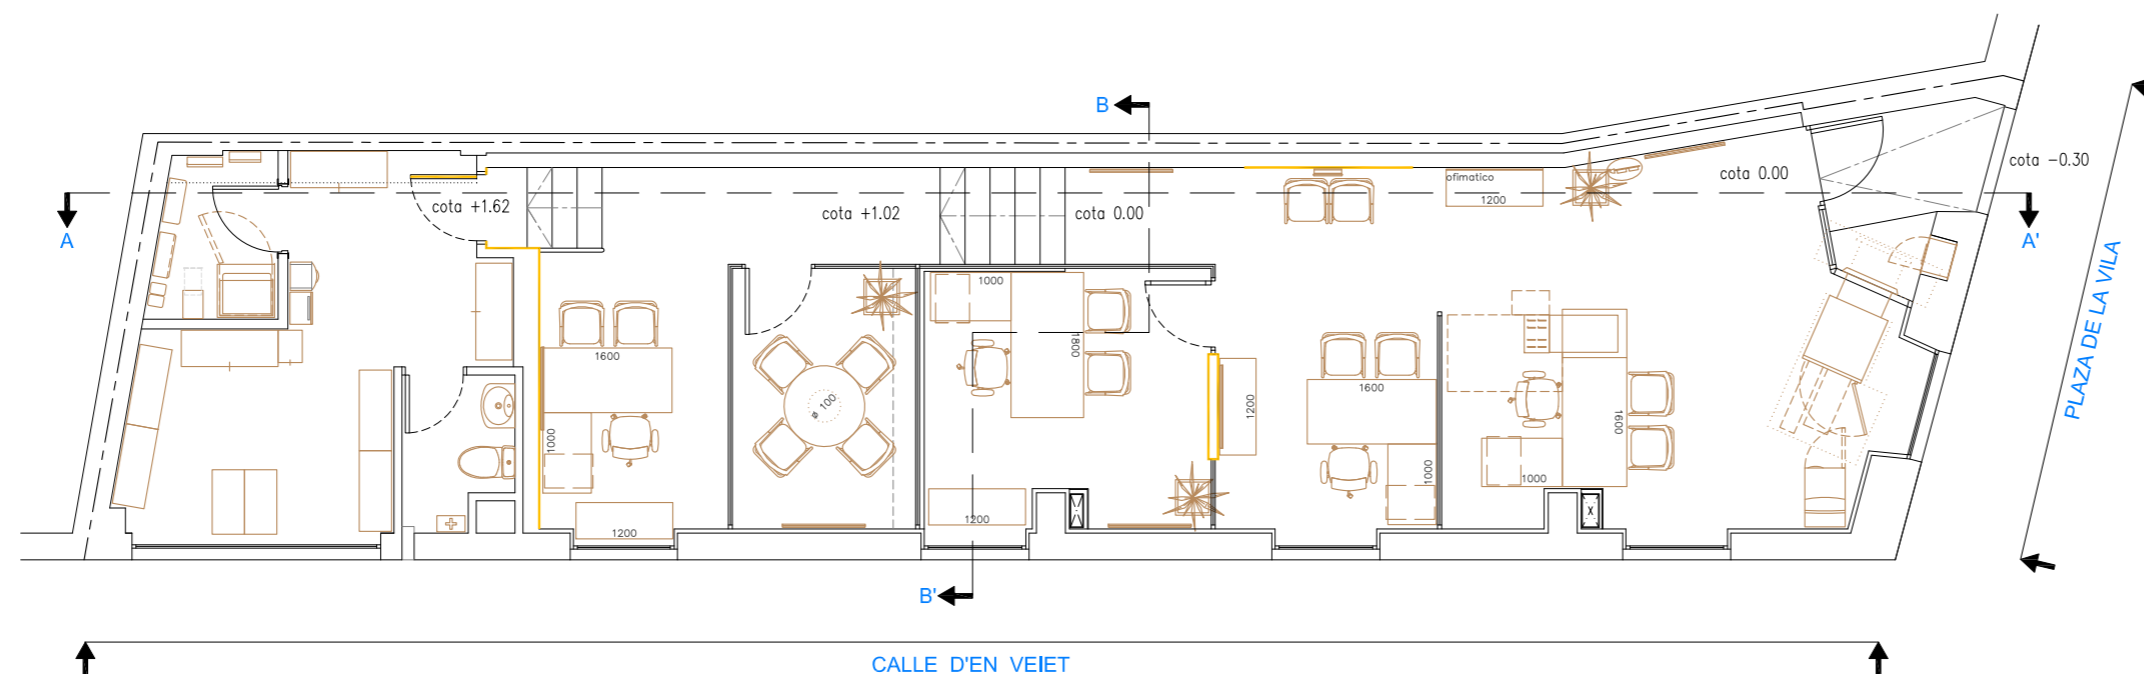 B
cota -0.30
ofimatico
1200
cota 0.00
cota +1.62
cota +1.02
cota 0.00
A
A'
1000
1800
1600
1600
1200
ø 100
1600
1000
1000
1000
1200
1200
PLAZA DE LA VILA
B'
CALLE D'EN VEIET